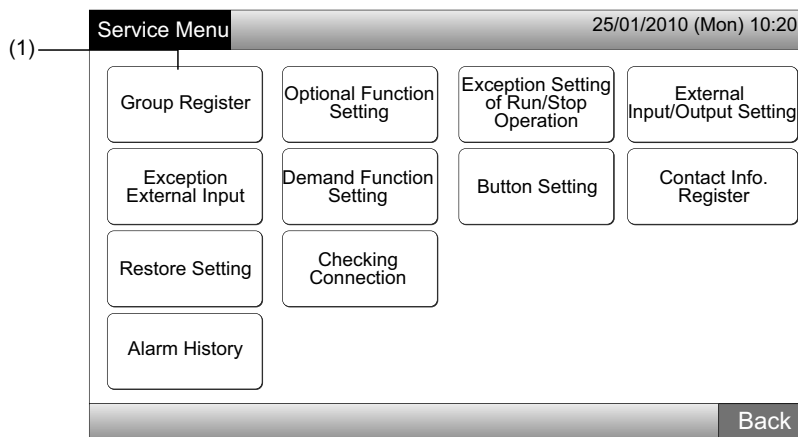 Service Menu
25/01/2010 (Mon) 10:20
(1)
Group Register
Optional Function
Setting
Exception Setting
of Run/Stop
Operation
External
Input/Output Setting
Exception
External Input
Demand Function
Setting
Button Setting
Contact Info.
Register
Restore Setting
Checking
Connection
Alarm History
Back